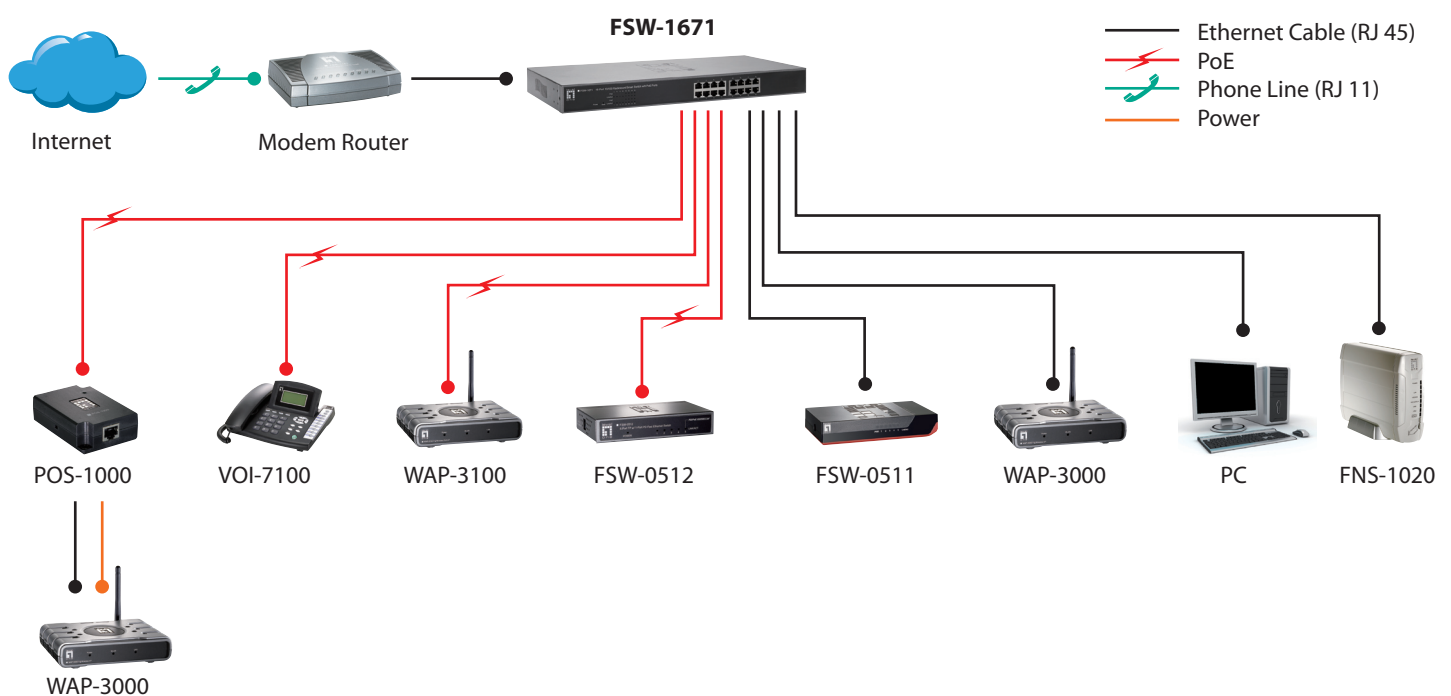 FSW-1671
Ethernet Cable (RJ 45)
PoE
Phone Line (RJ 11)
Power
Internet
Modem Router
POS-1000
VOI-7100
WAP-3100
FSW-0512
FSW-0511
WAP-3000
PC
FNS-1020
WAP-3000